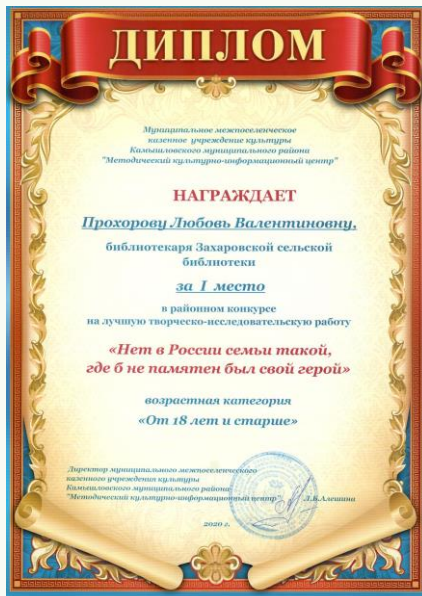 ДИПЛОМ
Муниципальное межпоселенческое
казенное учреждение культуры
Камышловского муниципального района
"Методический культурно-информационный центр"
НАГРАЖДАЕТ
Прохорову Любовь Валентиновну,
библиотекаря Захаровской сельской
библиотеки
за I место
в районном конкурсе
на лучшую творческо-исследовательскую работу
«Нет в России семьи такой,
где б не памятен был свой герой»
возрастная категория
«От 18 лет и старше»
Директор муниципального межпоселенческого
казенного учреждения культуры
Камышловского муниципального района
"Методический культурно-информационный центр" Л.К.Алешина
2020 г.